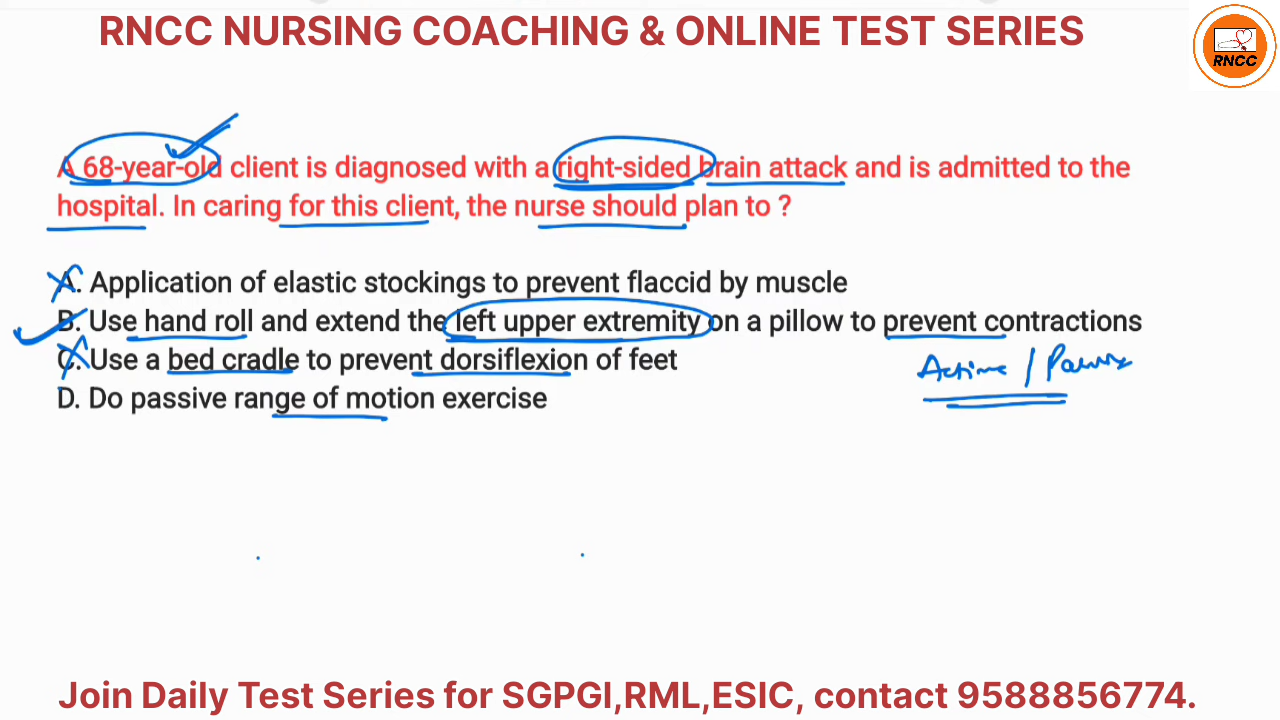 RNCC NURSING COACHING & ONLINE TEST SERIES
RNCC
A 68-year-old client is diagnosed with a right-sided brain attack and is admitted to the
hospital. In caring for this client, the nurse should plan to ?
A. Application of elastic stockings to prevent flaccid by muscle
B. Use hand roll and extend the left upper extremity on a pillow to prevent contractions
C. Use a bed cradle to prevent dorsiflexion of feet
Active /
D. Do passive range of motion exercise
Join Daily Test Series for SGPGI,RML,ESIC, contact 9588856774.